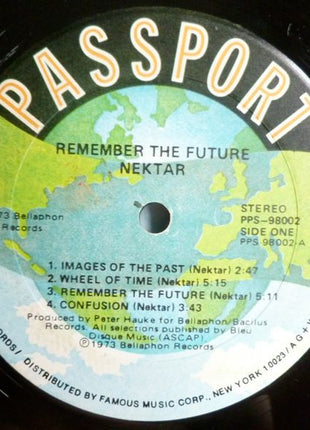 PASSPORT
REMEMBER THE FUTURE
NEKTAR
73 Bellaphon
Records
STEREO
PPS-98002
SIDE ONE
PPS-98002-A
1. IMAGES OF THE PAST (Nektar) 2:47
2. WHEEL OF TIME (Nektar) 5:15
3. REMEMBER THE FUTURE (Nektar) 5:11
4. CONFUSION (Nektar) 3:43
Produced by Peter Hauke for Bellaphon/Bacillus
Records. All selections published by Bleu
Disque Music (ASCAP).
Ⓟ1973 Bellaphon Records
CORDS/ DISTRIBUTED BY FAMOUS MUSIC CORP., NEW YORK 10023/ A G+W